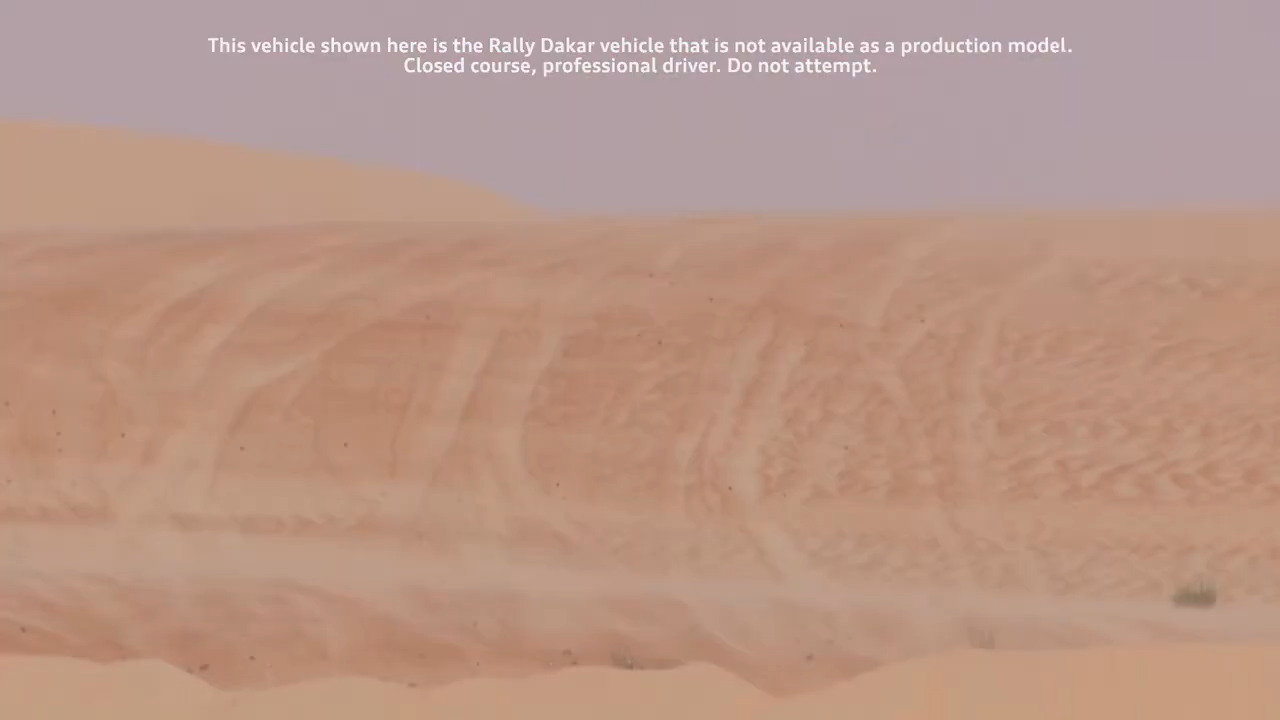 This vehicle shown here is the Rally Dakar vehicle that is not available as a production model.
Closed course, professional driver. Do not attempt.